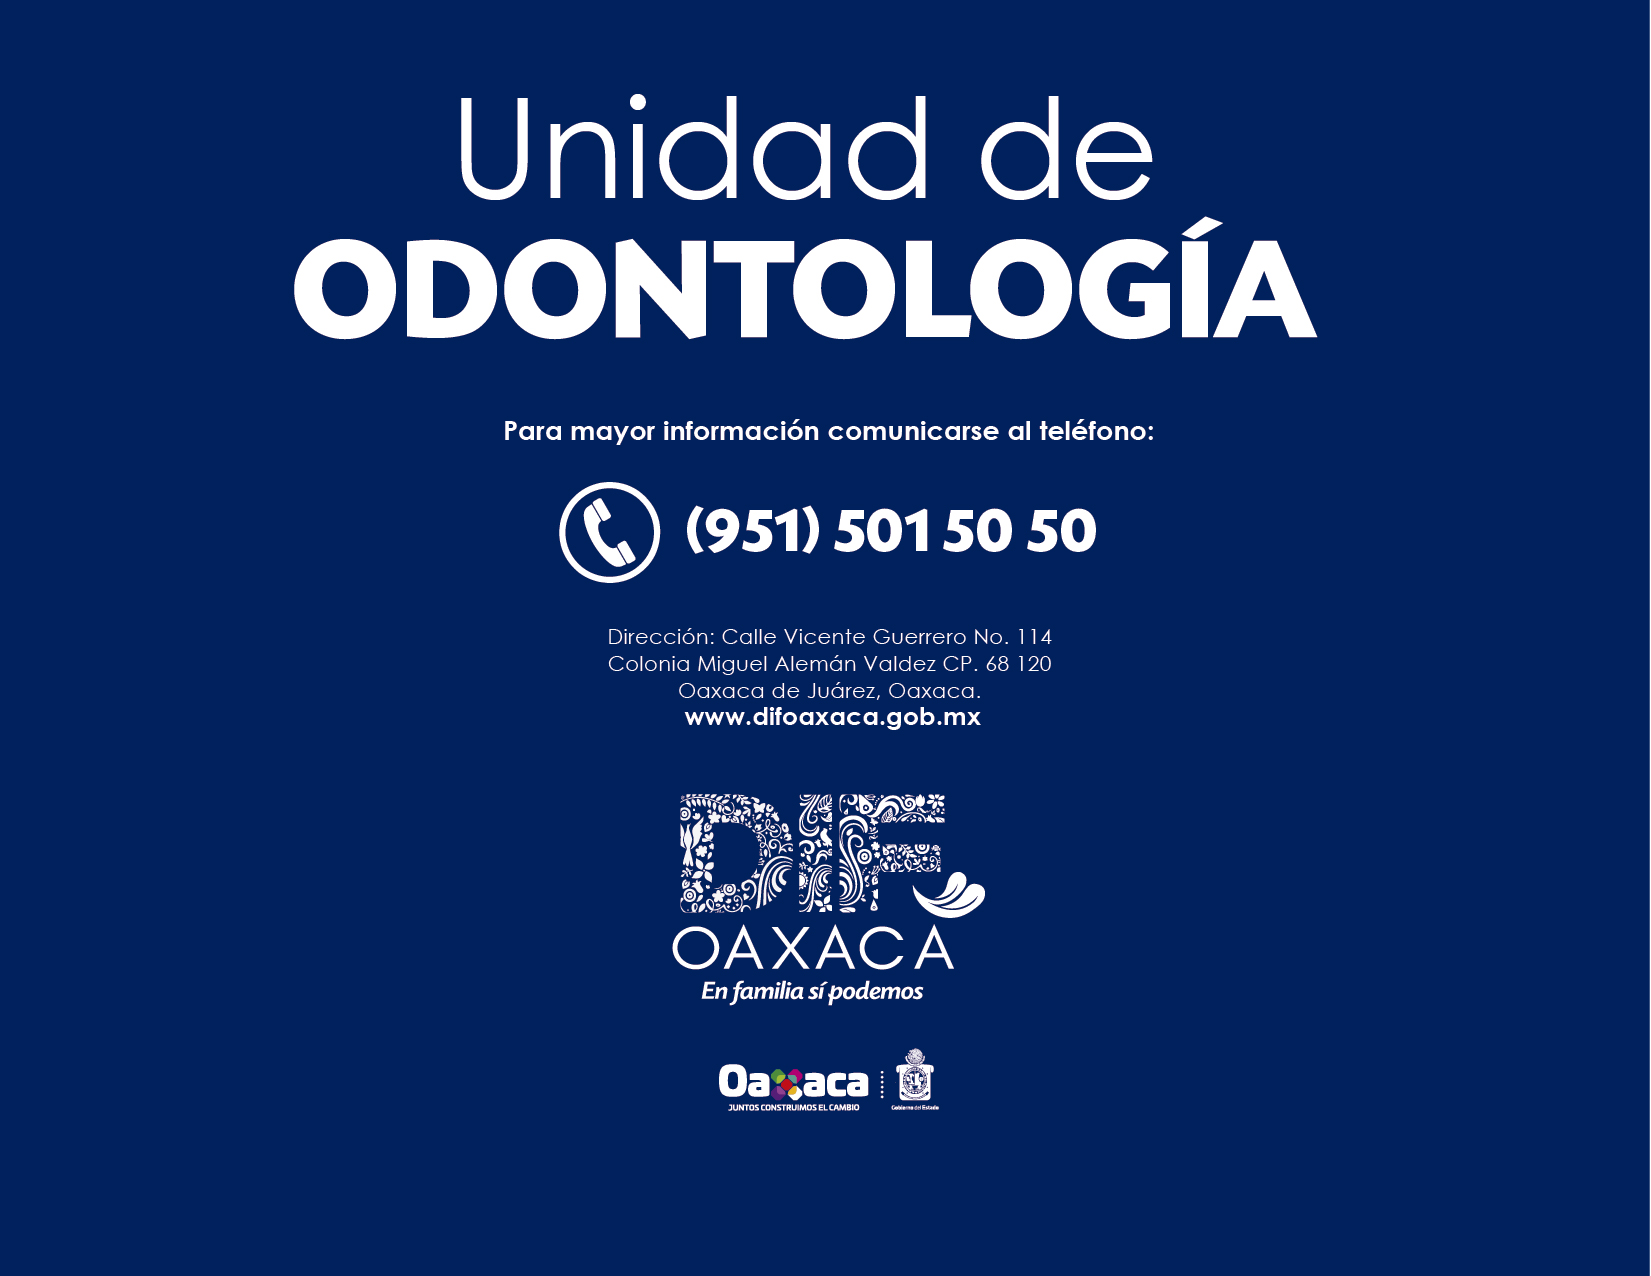 Unidad de
ODONTOLOGÍA
Para mayor información comunicarse al teléfono:
(951) 501 50 50
Dirección: Calle Vicente Guerrero No. 114
Colonia Miguel Alemán Valdez CP. 68 120
Oaxaca de Juárez, Oaxaca.
www.difoaxaca.gob.mx
DIF
OAXACA
En familia sí podemos
Oaxaca
JUNTOS CONSTRUIMOS EL CAMBIO
Gobierno del Estado